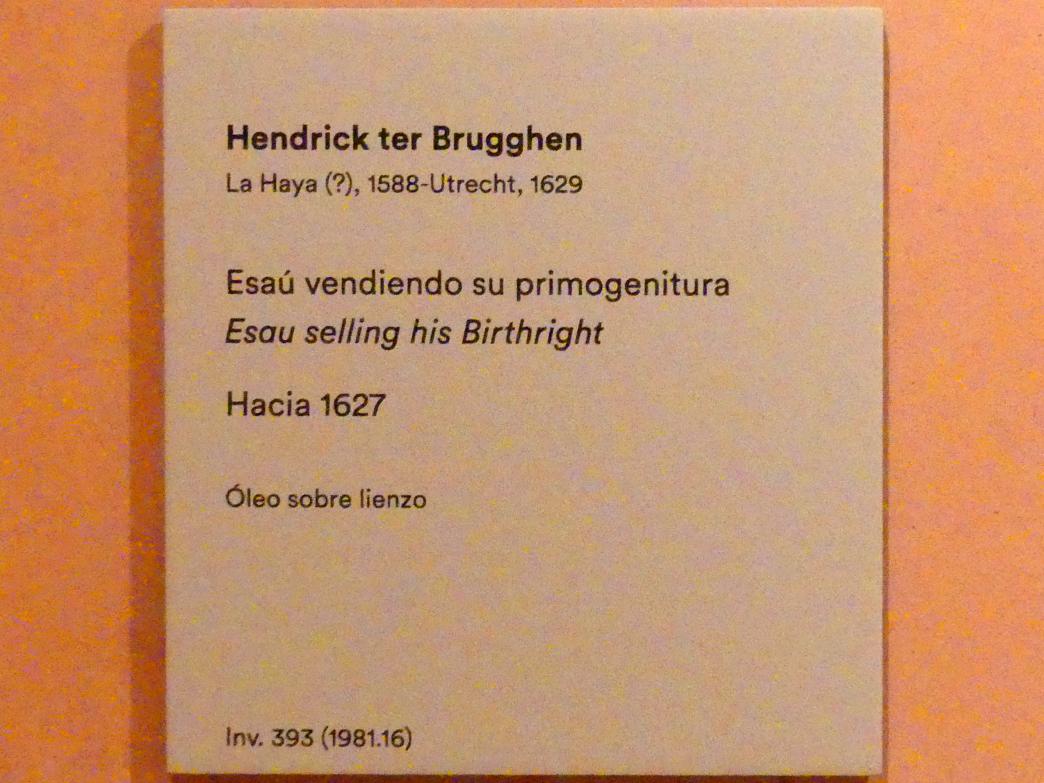 Hendrick ter Brugghen
La Haya (?), 1588-Utrecht, 1629
Esaú vendiendo su primogenitura
Esau selling his Birthright
Hacia 1627
Óleo sobre lienzo
Inv. 393 (1981.16)